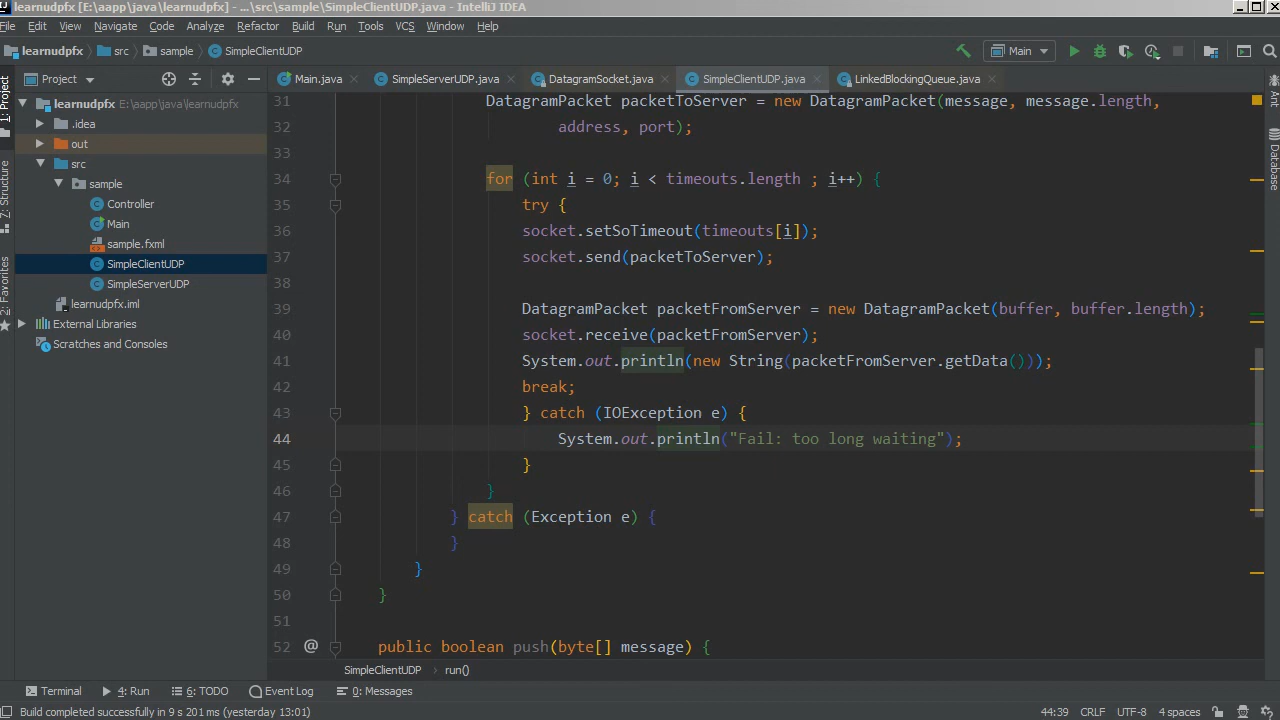 learnudpfx [E:\aapp\java\learnudpfx] - ...\src\sample\SimpleClientUDP.java - IntelliJ IDEA
File Edit View Navigate Code Analyze Refactor Build Run Tools VCS Window Help
learnudpfx src sample SimpleClientUDP Main
Project Main.java SimpleServerUDP.java DatagramSocket.java SimpleClientUDP.java LinkedBlockingQueue.java
1: Project
7: Structure
2: Favorites
learnudpfx E:\aapp\java\learnudpfx
.idea
out
src
sample
Controller
Main
sample.fxml
SimpleClientUDP
SimpleServerUDP
learnudpfx.iml
External Libraries
Scratches and Consoles
31 DatagramPacket packetToServer = new DatagramPacket(message, message.length,
32 address, port);
33
34 for (int i = 0; i < timeouts.length ; i++) {
35 try {
36 socket.setSoTimeout(timeouts[i]);
37 socket.send(packetToServer);
38
39 DatagramPacket packetFromServer = new DatagramPacket(buffer, buffer.length);
40 socket.receive(packetFromServer);
41 System.out.println(new String(packetFromServer.getData()));
42 break;
43 } catch (IOException e) {
44 System.out.println("Fail: too long waiting");
45 }
46 }
47 } catch (Exception e) {
48 }
49 }
50 }
51
52 @ public boolean push(byte[] message) {
SimpleClientUDP run()
Ant
Database
Terminal 4: Run 6: TODO Event Log 0: Messages
Build completed successfully in 9 s 201 ms (yesterday 13:01) 44:39 CRLF UTF-8 4 spaces